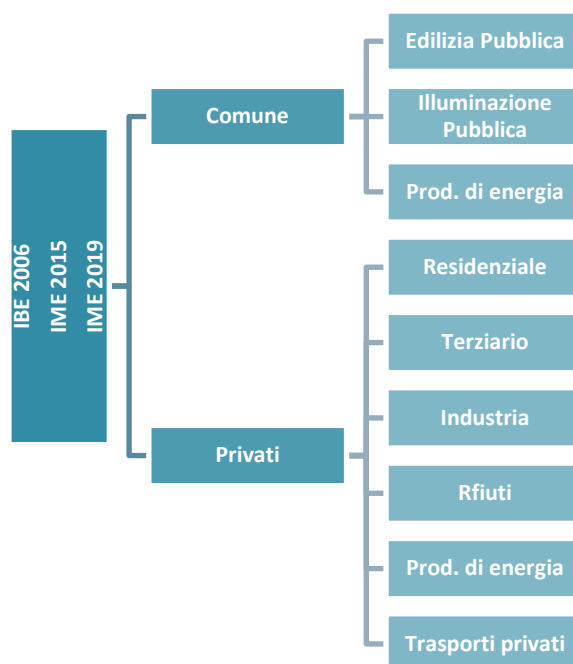 IBE 2006
IME 2015
IME 2019
Comune
Edilizia Pubblica
Illuminazione
Pubblica
Prod. di energia
Privati
Residenziale
Terziario
Industria
Rfiuti
Prod. di energia
Trasporti privati